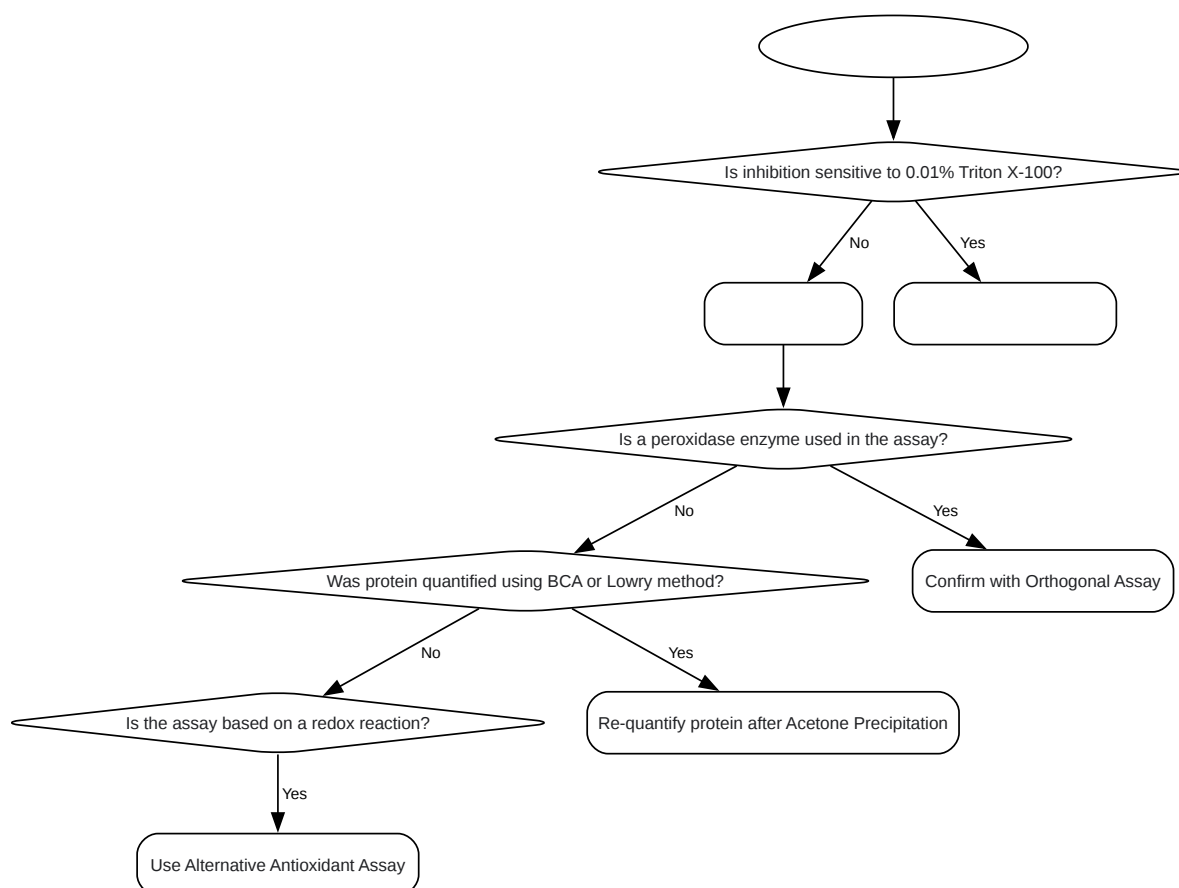 Is inhibition sensitive to 0.01% Triton X-100?
No
Yes
Is a peroxidase enzyme used in the assay?
No
Yes
Was protein quantified using BCA or Lowry method?
Confirm with Orthogonal Assay
No
Yes
Is the assay based on a redox reaction?
Re-quantify protein after Acetone Precipitation
Yes
Use Alternative Antioxidant Assay